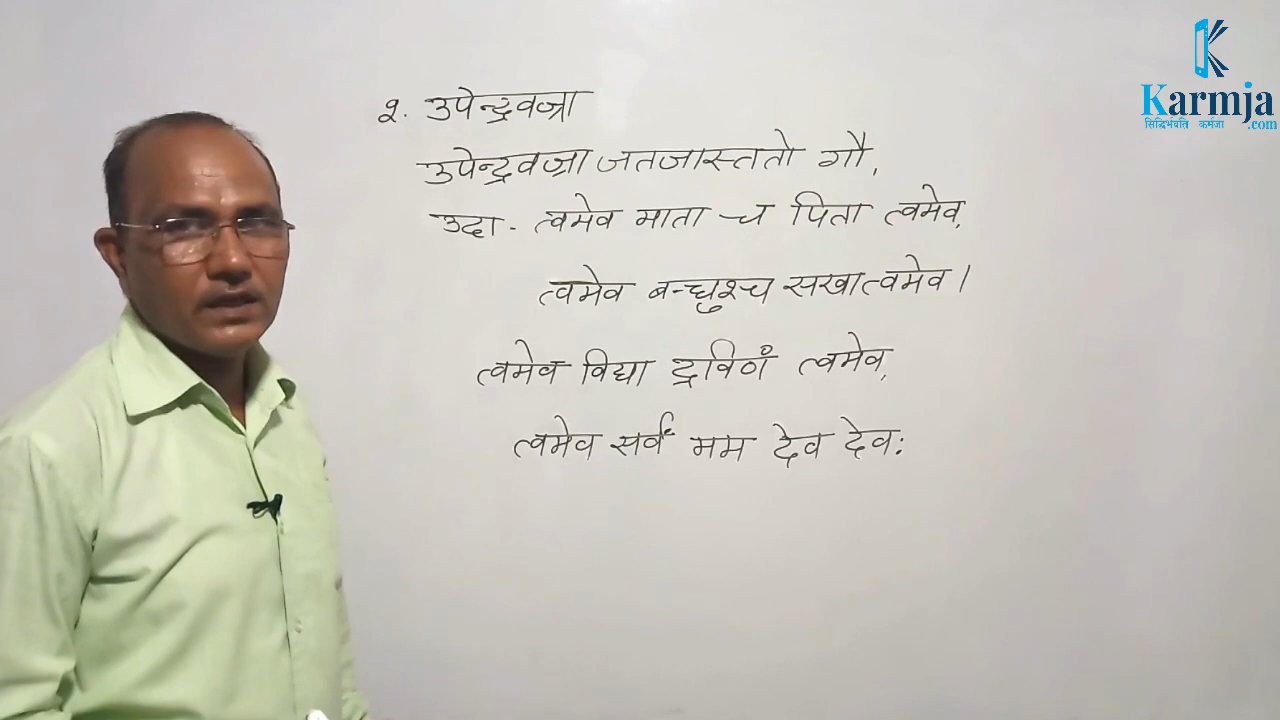 २. उपेन्द्रवज्रा
उपेन्द्रवज्रा जतजास्ततो गौ,
उदा - त्वमेव माता च पिता त्वमेव,
त्वमेव बन्धुश्च सखात्वमेव।
त्वमेव विद्या द्रविणं त्वमेव,
त्वमेव सर्वं मम देव देवः
Karmja
सिद्धिर्भवति कर्मजा .com